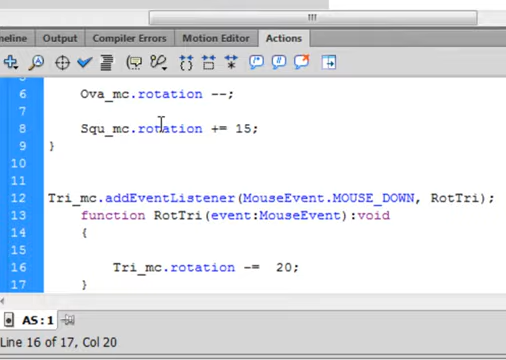 meline Output Compiler Errors Motion Editor Actions
5
6 Ova_mc.rotation --;
7
8 Squ_mc.rotation += 15;
9 }
10
11
12 Tri_mc.addEventListener(MouseEvent.MOUSE_DOWN, RotTri);
13 function RotTri(event:MouseEvent):void
14 {
15
16 Tri_mc.rotation -= 20;
17 }
AS:1
Line 16 of 17, Col 20